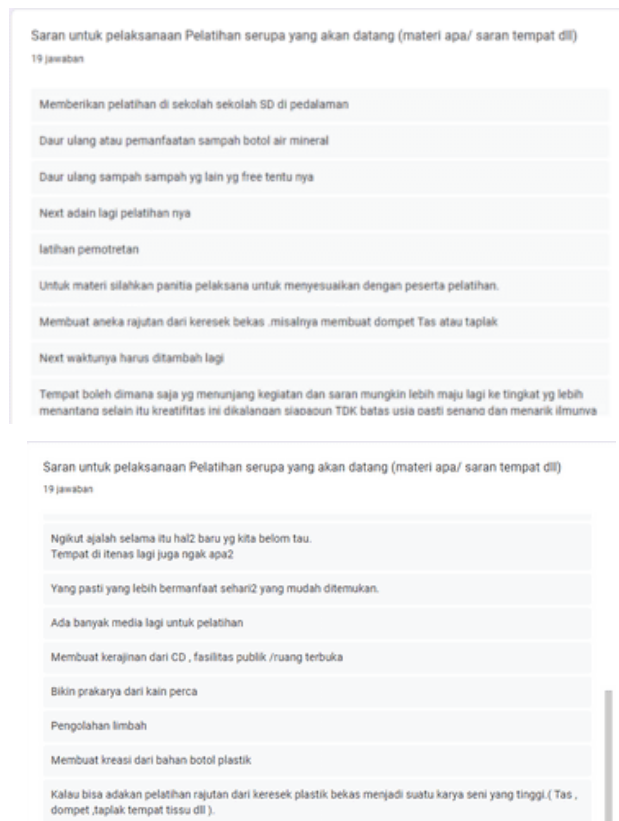 Saran untuk pelaksanaan Pelatihan serupa yang akan datang (materi apa/ saran tempat dll)
19 jawaban
Memberikan pelatihan di sekolah sekolah SD di pedalaman
Daur ulang atau pemanfaatan sampah botol air mineral
Daur ulang sampah sampah yg lain yg free tentu nya
Next adain lagi pelatihan nya
latihan pemotretan
Untuk materi silahkan panitia pelaksana untuk menyesuaikan dengan peserta pelatihan.
Membuat aneka rajutan dari keresek bekas .misalnya membuat dompet Tas atau taplak
Next waktunya harus ditambah lagi
Tempat boleh dimana saja yg menunjang kegiatan dan saran mungkin lebih maju lagi ke tingkat yg lebih
menantang selain itu kreatifitas ini dikalangan siapapun TDK batas usia pasti senang dan menarik ilmunya
Saran untuk pelaksanaan Pelatihan serupa yang akan datang (materi apa/ saran tempat dll)
19 jawaban
Ngikut ajalah selama itu hal2 baru yg kita belom tau.
Tempat di itenas lagi juga ngak apa2
Yang pasti yang lebih bermanfaat sehari2 yang mudah ditemukan.
Ada banyak media lagi untuk pelatihan
Membuat kerajinan dari CD , fasilitas publik /ruang terbuka
Bikin prakarya dari kain perca
Pengolahan limbah
Membuat kreasi dari bahan botol plastik
Kalau bisa adakan pelatihan rajutan dari keresek plastik bekas menjadi suatu karya seni yang tinggi.( Tas ,
dompet ,taplak tempat tissu dll ).